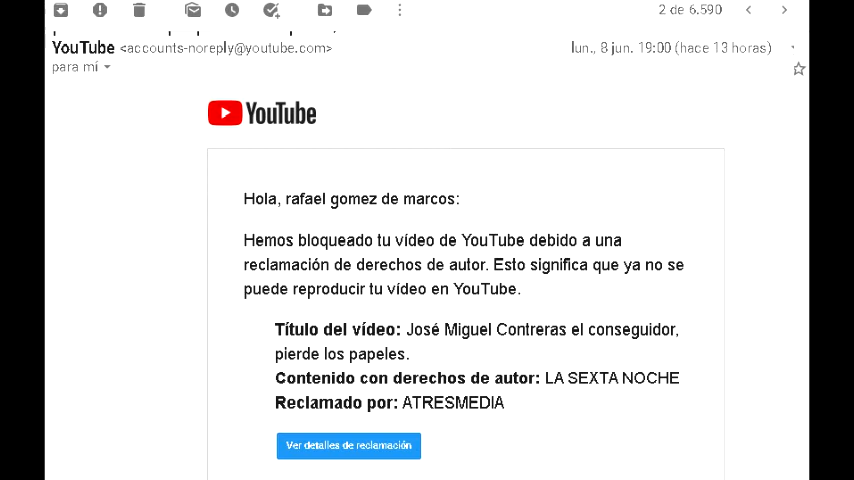 2 de 6.590
YouTube <accounts-noreply@youtube.com>
lun., 8 jun. 19:00 (hace 13 horas)
para mí
YouTube
Hola, rafael gomez de marcos:
Hemos bloqueado tu vídeo de YouTube debido a una
reclamación de derechos de autor. Esto significa que ya no se
puede reproducir tu vídeo en YouTube.
Título del vídeo: José Miguel Contreras el conseguidor,
pierde los papeles.
Contenido con derechos de autor: LA SEXTA NOCHE
Reclamado por: ATRESMEDIA
Ver detalles de reclamación